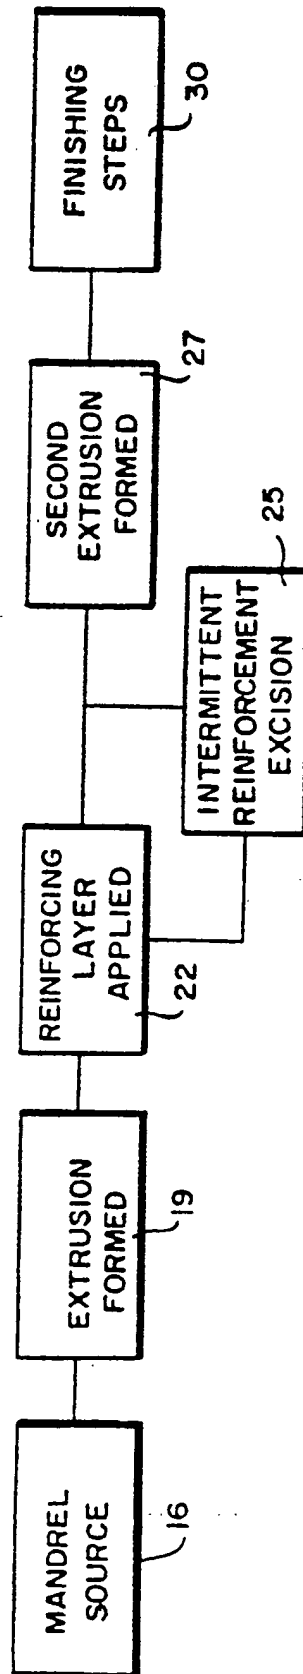 MANDREL
SOURCE
16
EXTRUSION
FORMED
19
REINFORCING
LAYER
APPLIED
22
INTERMITTENT
REINFORCEMENT
EXCISION
25
SECOND
EXTRUSION
FORMED
27
FINISHING
STEPS
30